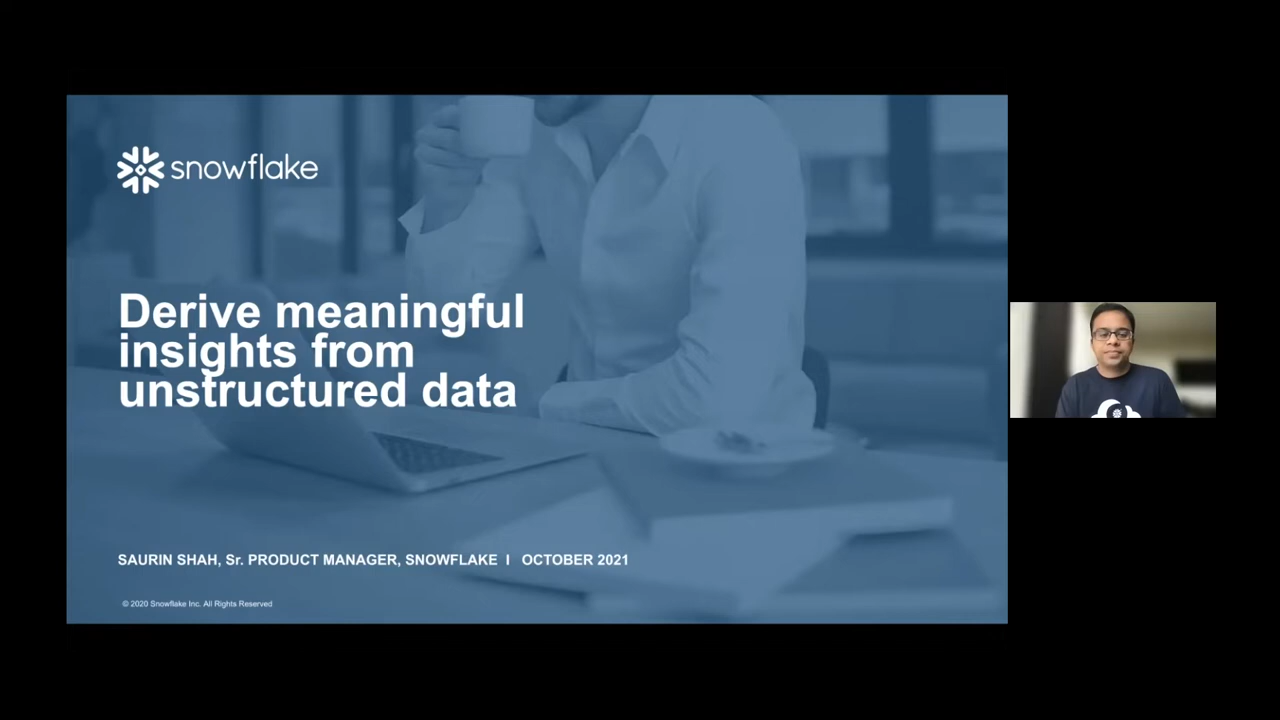 snowflake
Derive meaningful
insights from
unstructured data
SAURIN SHAH, Sr. PRODUCT MANAGER, SNOWFLAKE I OCTOBER 2021
© 2020 Snowflake Inc. All Rights Reserved